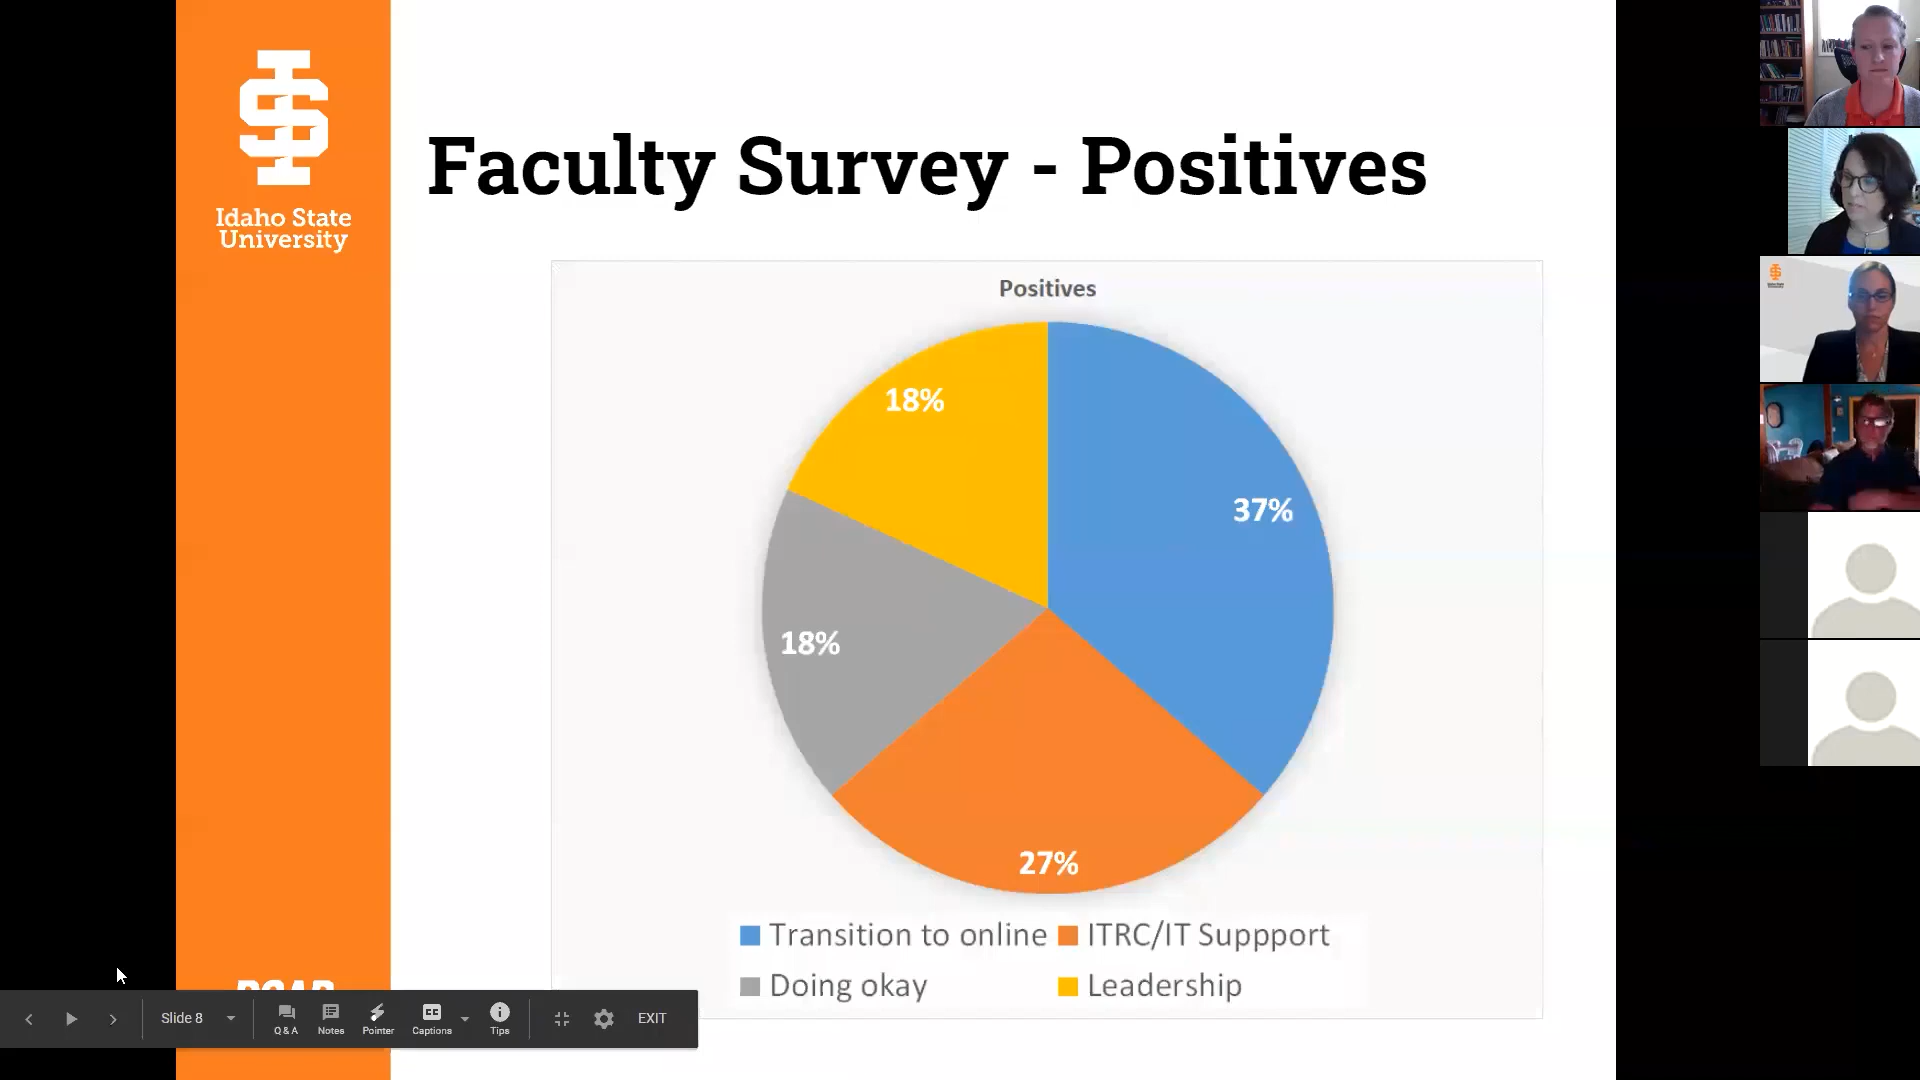 Idaho State
University
Faculty Survey - Positives
Positives
18%
37%
18%
27%
Transition to online ITRC/IT Suppport
Doing okay Leadership
Slide 8
Q & A Notes Pointer Captions Tips EXIT